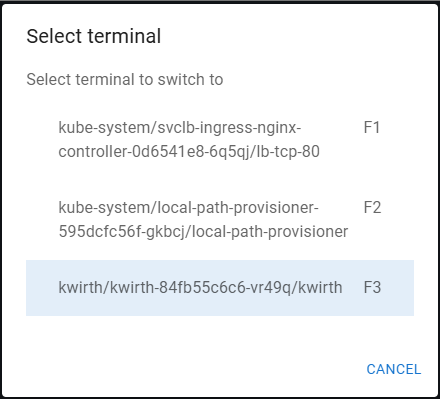 Select terminal
Select terminal to switch to
kube-system/svclb-ingress-nginx- F1
controller-0d6541e8-6q5qj/lb-tcp-80
kube-system/local-path-provisioner- F2
595dcfc56f-gkbcj/local-path-provisioner
kwirth/kwirth-84fb55c6c6-vr49q/kwirth F3
CANCEL